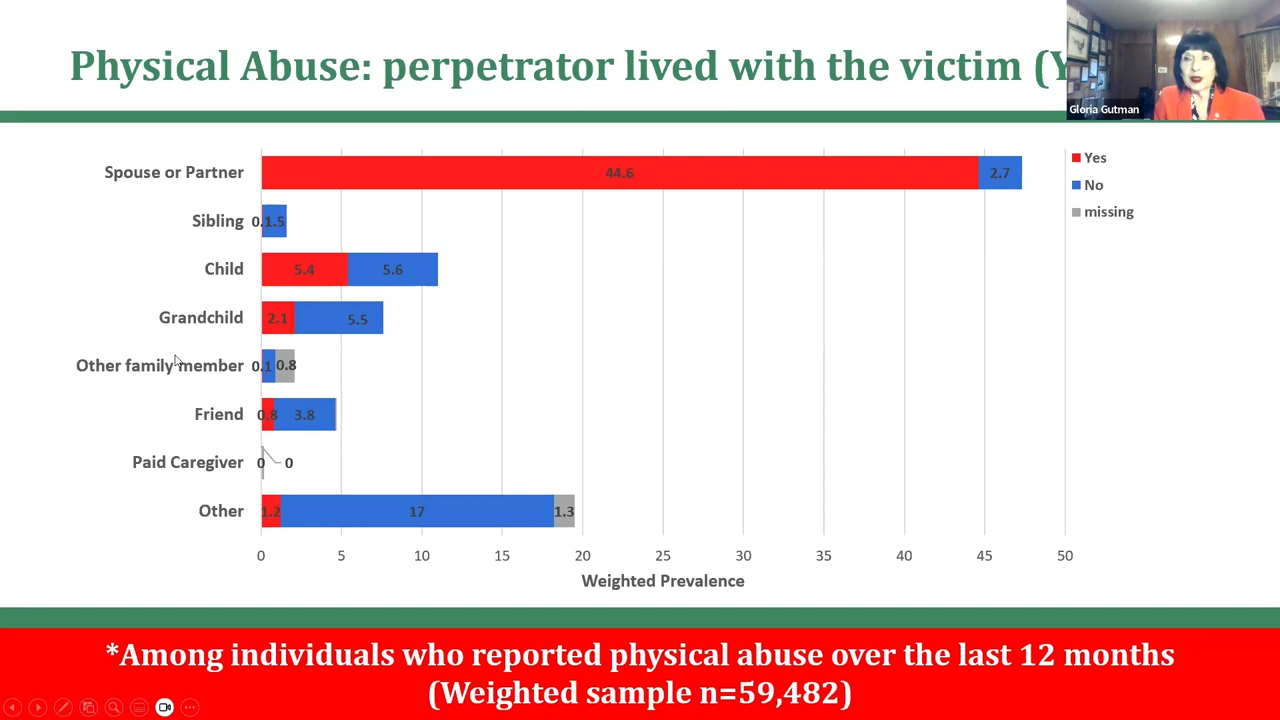 Physical Abuse: perpetrator lived with the victim
Gloria Gutman
Yes
No
missing
Spouse or Partner 44.6 2.7
Sibling 1.5
Child 5.4 5.6
Grandchild 2.1 5.5
Other family member 0.1 0.8
Friend 0.8 3.8
Paid Caregiver 0 0
Other 1.2 17 1.3
0 5 10 15 20 25 30 35 40 45 50
Weighted Prevalence
*Among individuals who reported physical abuse over the last 12 months
(Weighted sample n=59,482)